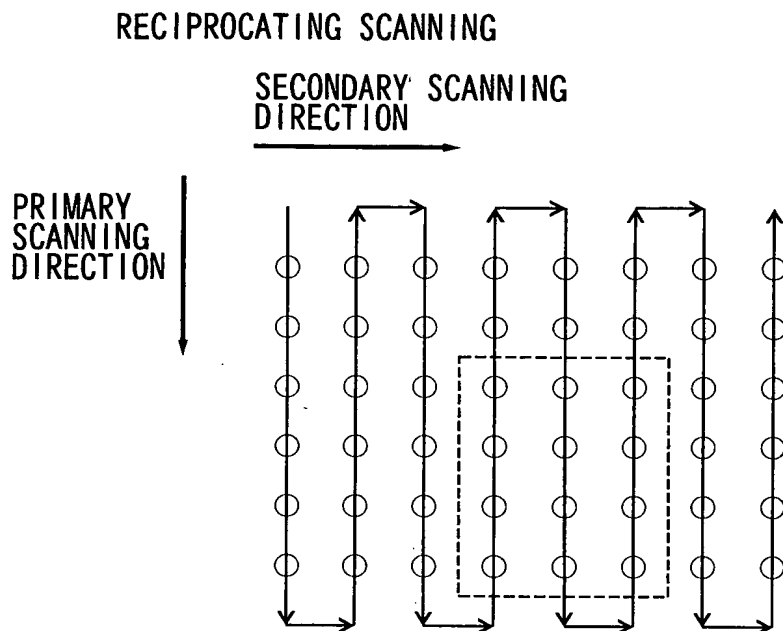 RECIPROCATING SCANNING
SECONDARY SCANNING
DIRECTION
PRIMARY
SCANNING
DIRECTION